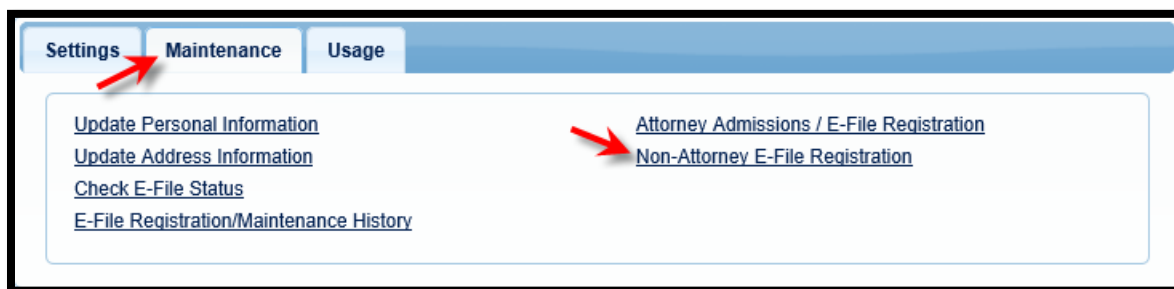 Settings Maintenance Usage
Update Personal Information
Update Address Information
Check E-File Status
E-File Registration/Maintenance History
Attorney Admissions / E-File Registration
Non-Attorney E-File Registration